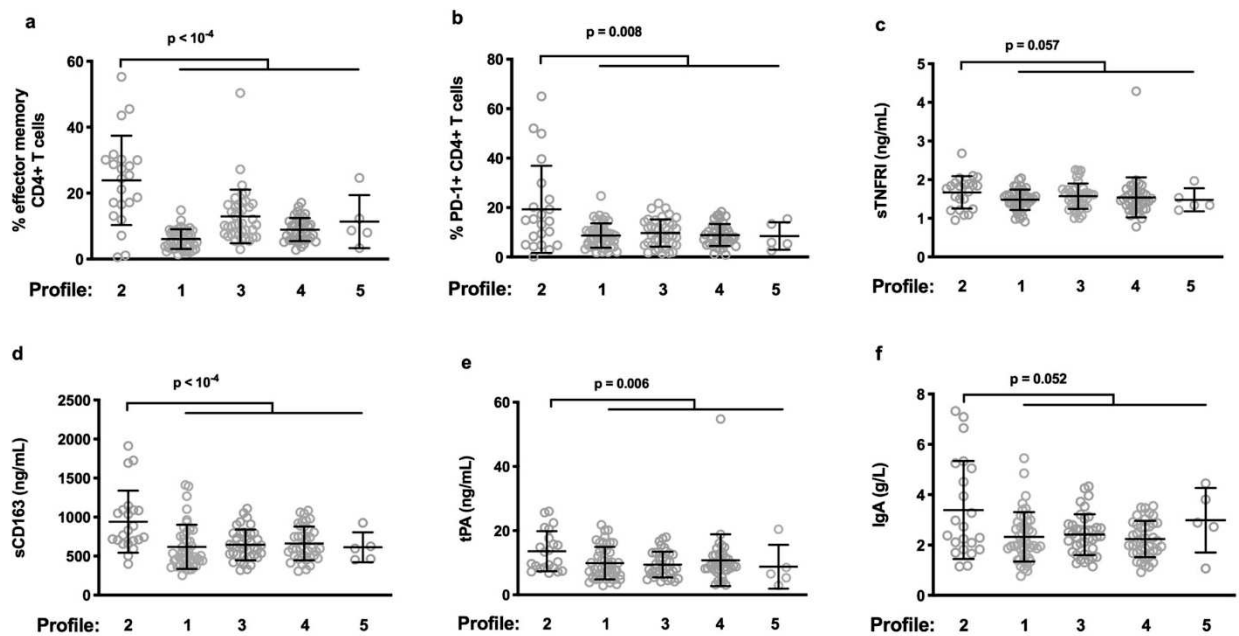 a
p < 10⁻⁴
% effector memory
CD4+ T cells
60
40
20
0
Profile: 2 1 3 4 5
b
p = 0.008
% PD-1+ CD4+ T cells
80
60
40
20
0
Profile: 2 1 3 4 5
c
p = 0.057
sTNFRI (ng/mL)
5
4
3
2
1
0
Profile: 2 1 3 4 5
d
p < 10⁻⁴
sCD163 (ng/mL)
2500
2000
1500
1000
500
0
Profile: 2 1 3 4 5
e
p = 0.006
tPA (ng/mL)
60
40
20
0
Profile: 2 1 3 4 5
f
p = 0.052
IgA (g/L)
8
6
4
2
0
Profile: 2 1 3 4 5